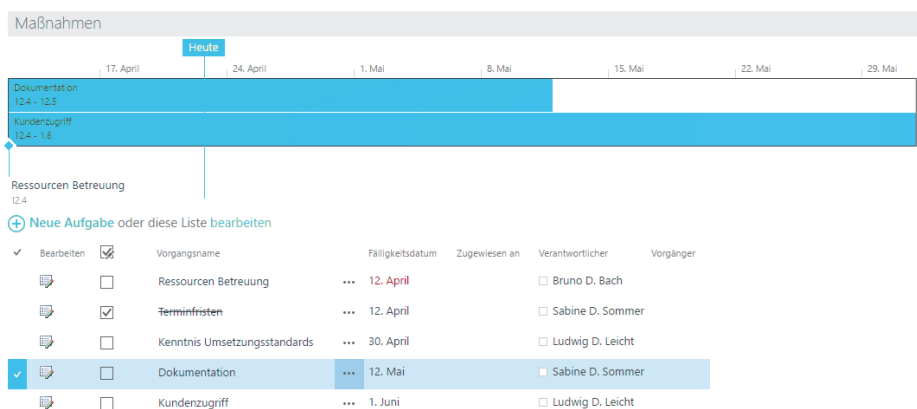 Maßnahmen
Heute
17. April 24. April 1. Mai 8. Mai 15. Mai 22. Mai 29. Mai
Dokumentation
12.4 - 12.5
Kundenzugriff
12.4 - 1.6
Ressourcen Betreuung
12.4
Neue Aufgabe oder diese Liste bearbeiten
Bearbeiten Vorgangsname Fälligkeitsdatum Zugewiesen an Verantwortlicher Vorgänger
Ressourcen Betreuung ... 12. April Bruno D. Bach
Terminfristen ... 12. April Sabine D. Sommer
Kenntnis Umsetzungsstandards ... 30. April Ludwig D. Leicht
Dokumentation ... 12. Mai Sabine D. Sommer
Kundenzugriff ... 1. Juni Ludwig D. Leicht